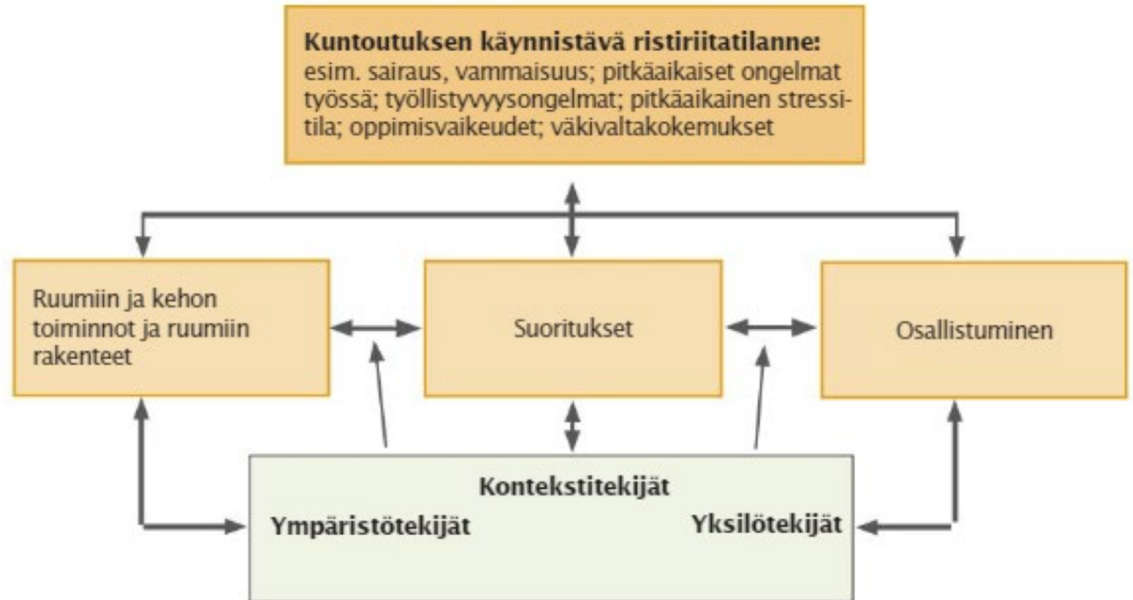 Kuntoutuksen käynnistävä ristiriitatilanne:
esim. sairaus, vammaisuus; pitkäaikaiset ongelmat
työssä; työllistyvyysongelmat; pitkäaikainen stressi-
tila; oppimisvaikeudet; väkivaltakokemukset
Ruumiin ja kehon
toiminnot ja ruumiin
rakenteet
Suoritukset
Osallistuminen
Kontekstitekijät
Ympäristötekijät
Yksilötekijät